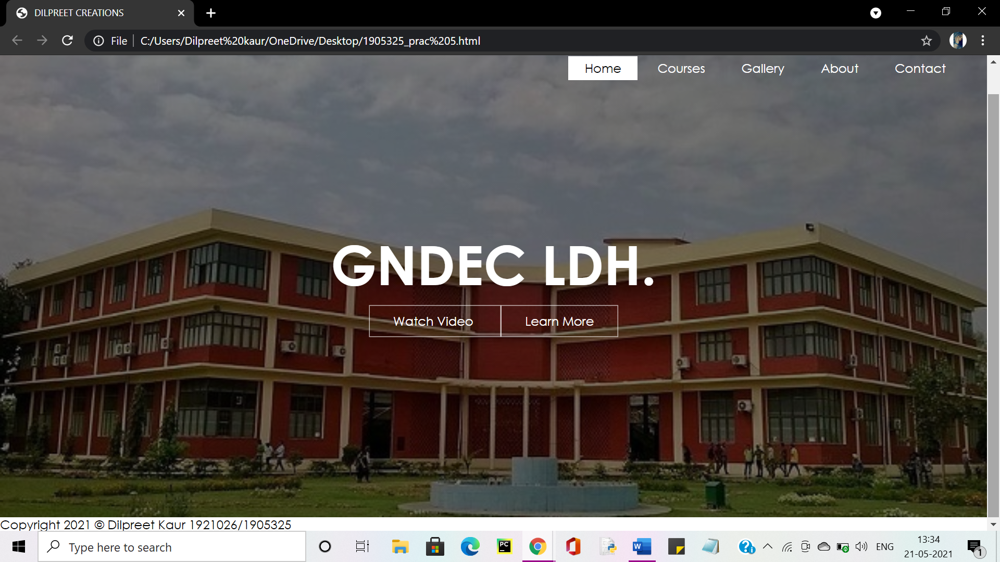 DILPREET CREATIONS
File C:/Users/Dilpreet%20kaur/OneDrive/Desktop/1905325_prac%205.html
Home Courses Gallery About Contact
GNDEC LDH.
Watch Video Learn More
Copyright 2021 © Dilpreet Kaur 1921026/1905325
Type here to search
PC
W
ENG
13:34
21-05-2021
1